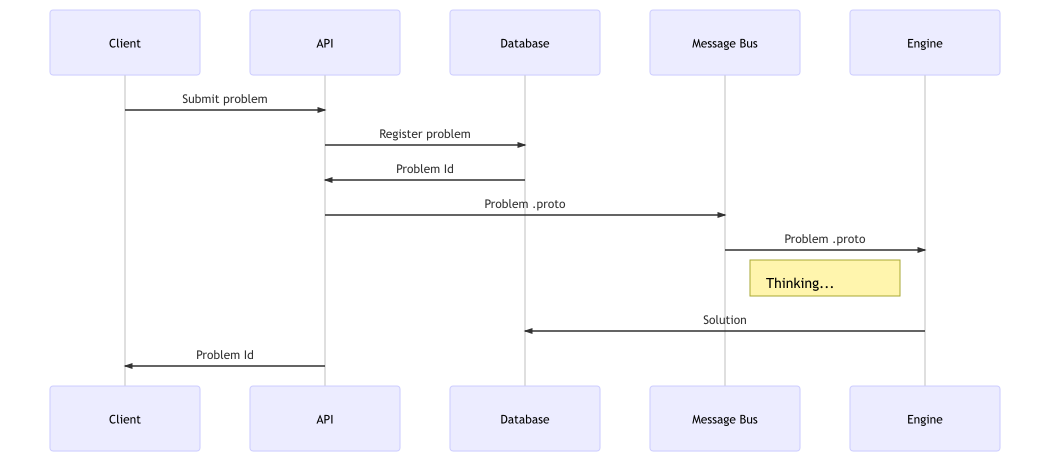 Client
API
Database
Message Bus
Engine
Submit problem
Register problem
Problem Id
Problem .proto
Problem .proto
Thinking...
Solution
Problem Id
Client
API
Database
Message Bus
Engine